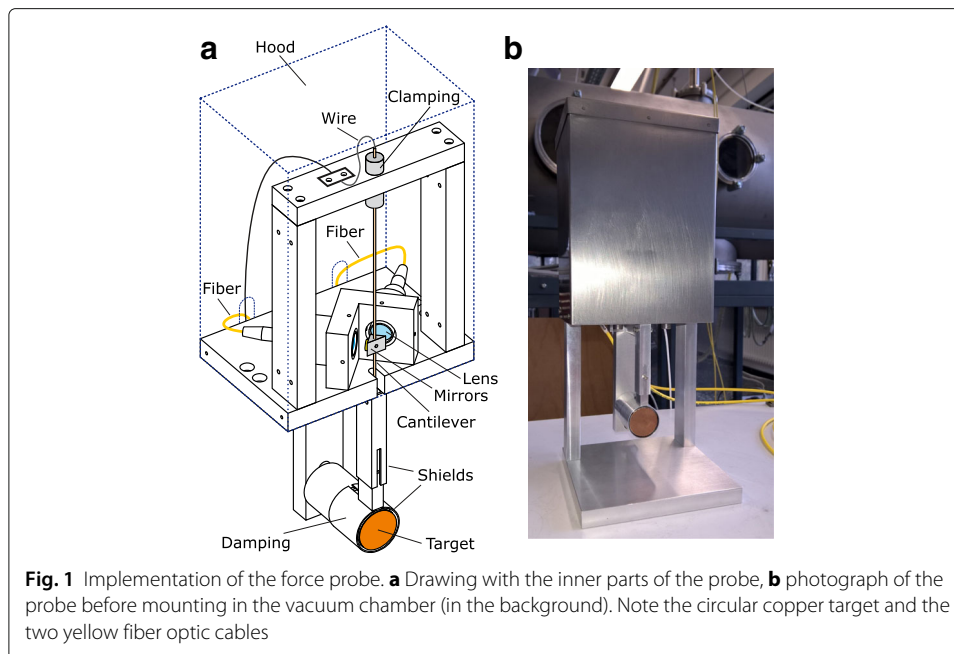 a
Hood
Clamping
Wire
Fiber
Fiber
Lens
Mirrors
Cantilever
Shields
Damping
Target
b
Fig. 1 Implementation of the force probe. a Drawing with the inner parts of the probe, b photograph of the
probe before mounting in the vacuum chamber (in the background). Note the circular copper target and the
two yellow fiber optic cables